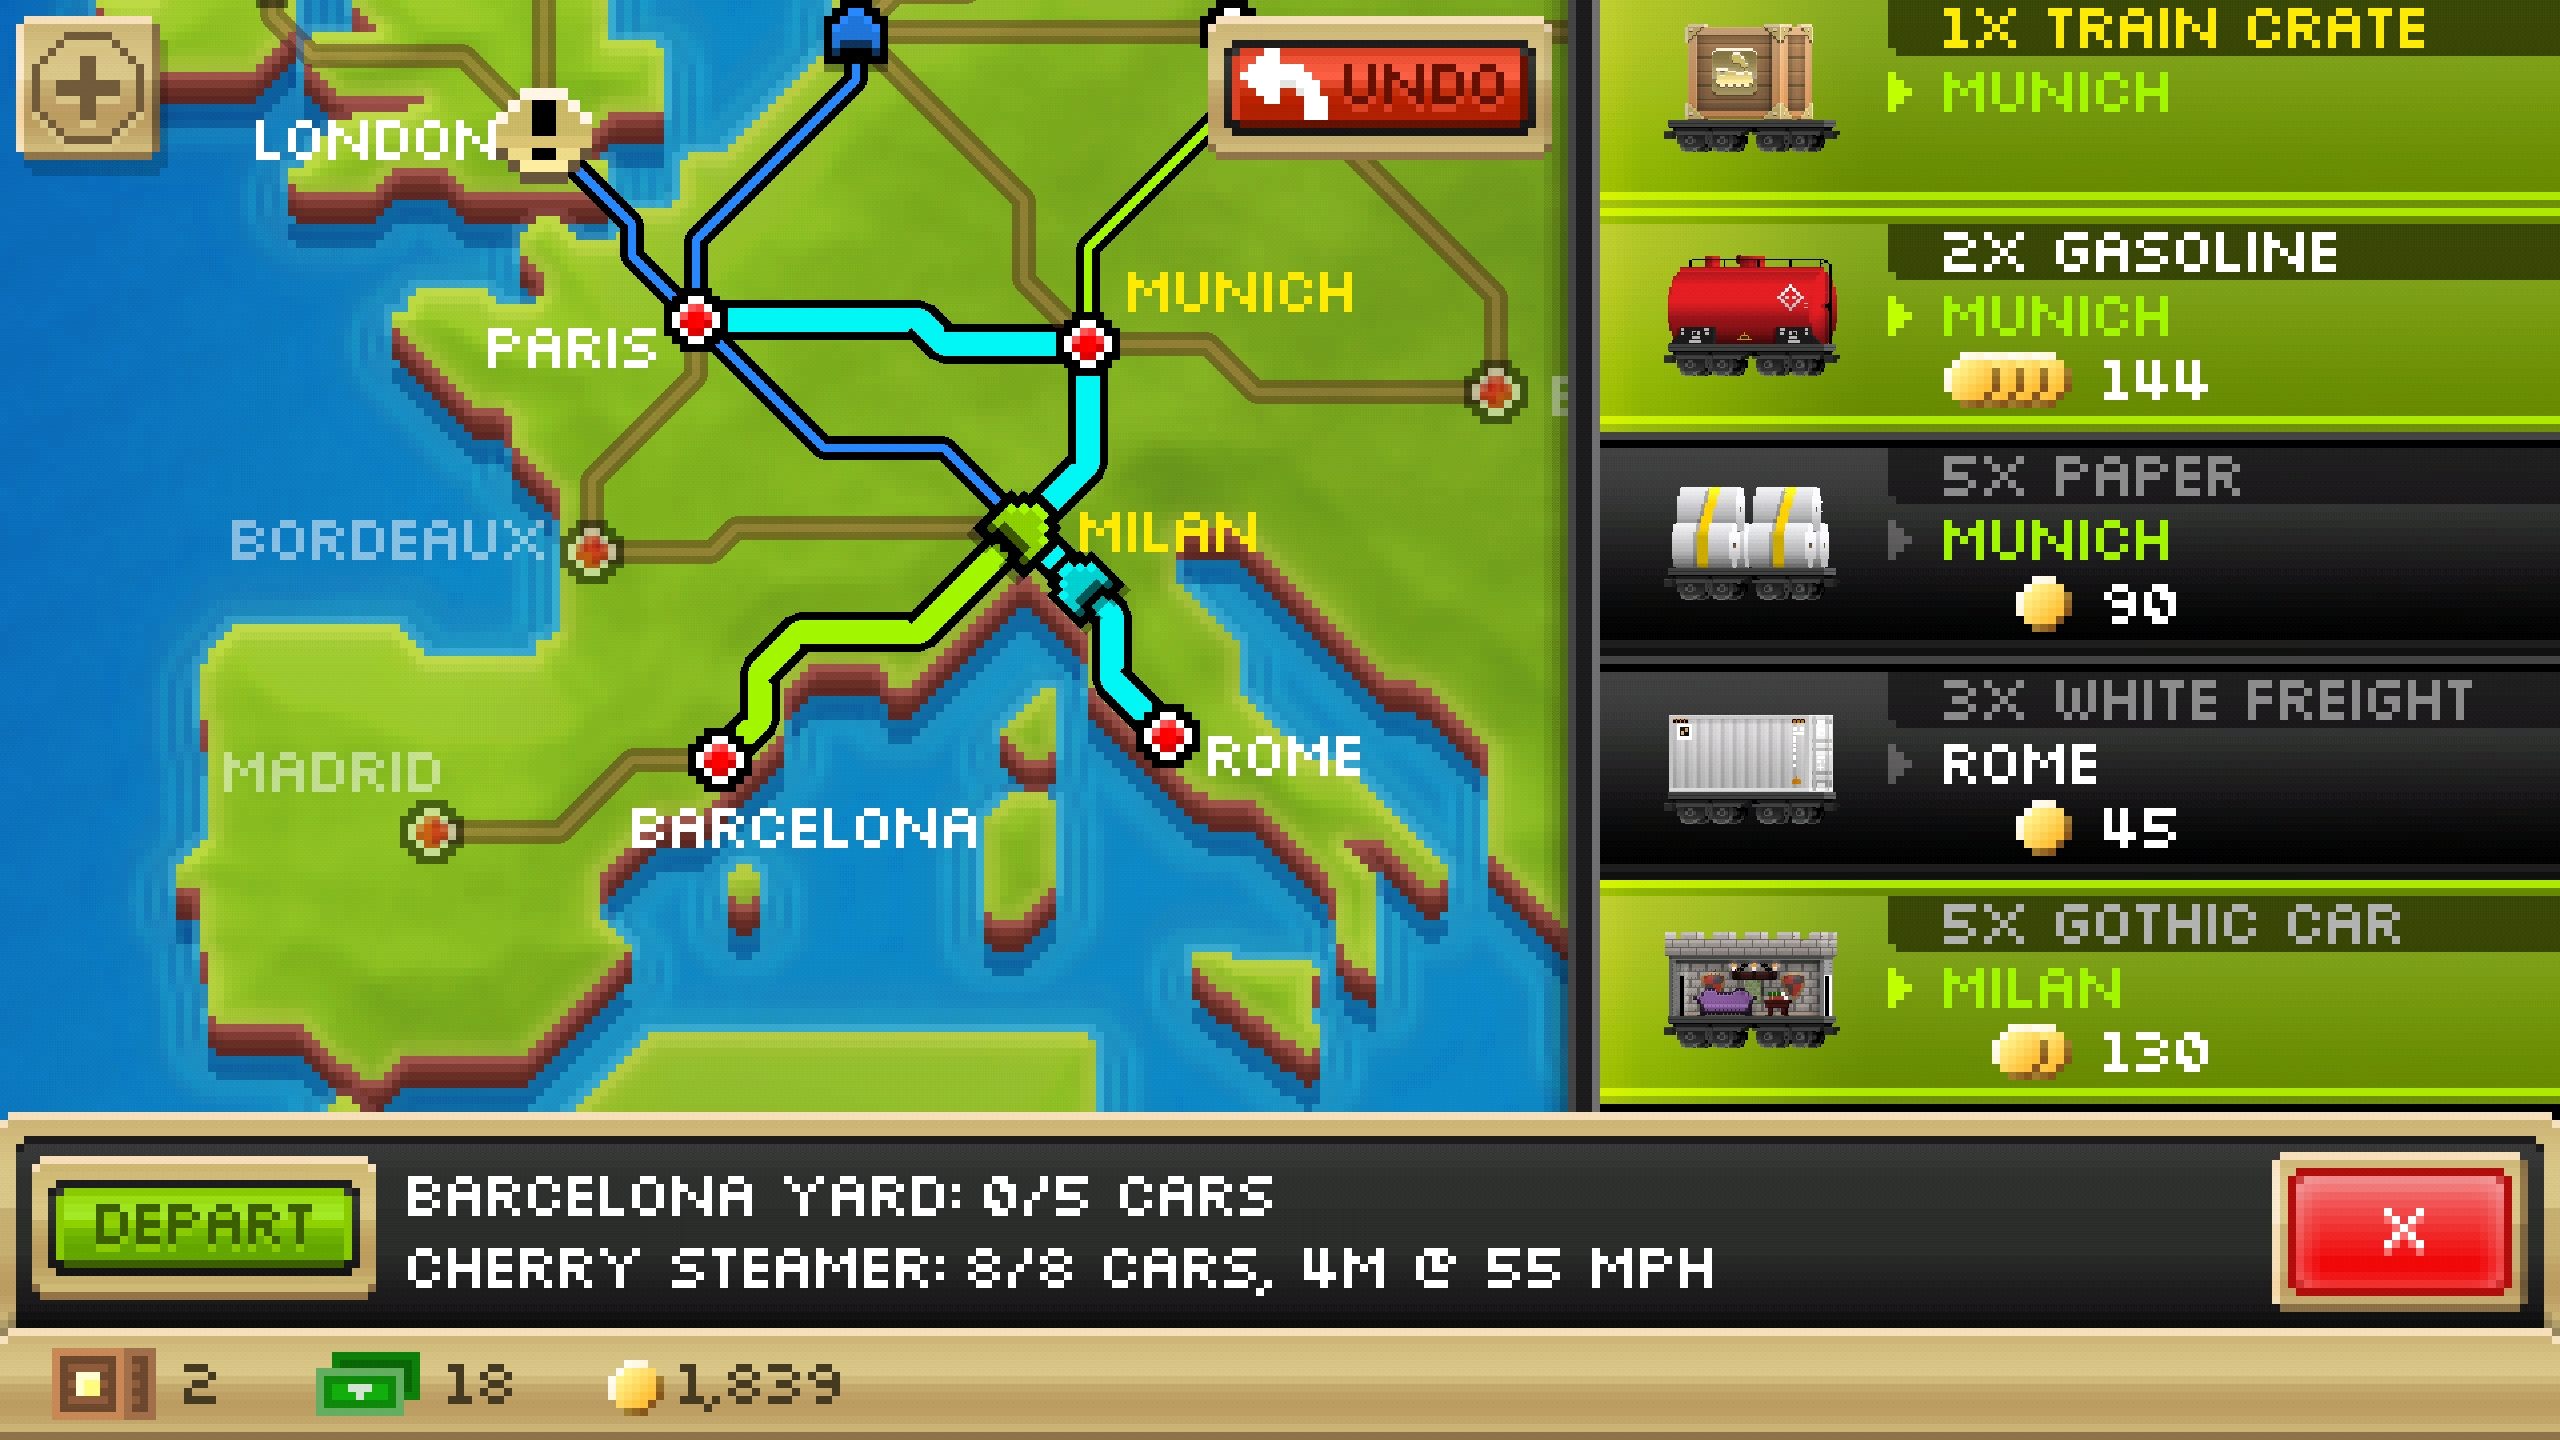 LONDON
UNDO
MUNICH
PARIS
BORDEAUX
MILAN
MADRID
ROME
BARCELONA
1X TRAIN CRATE
MUNICH
2X GASOLINE
MUNICH
144
5X PAPER
MUNICH
90
3X WHITE FREIGHT
ROME
45
5X GOTHIC CAR
MILAN
130
DEPART
BARCELONA YARD: 0/5 CARS
CHERRY STEAMER: 8/8 CARS, 4M @ 55 MPH
X
2
18
1,839